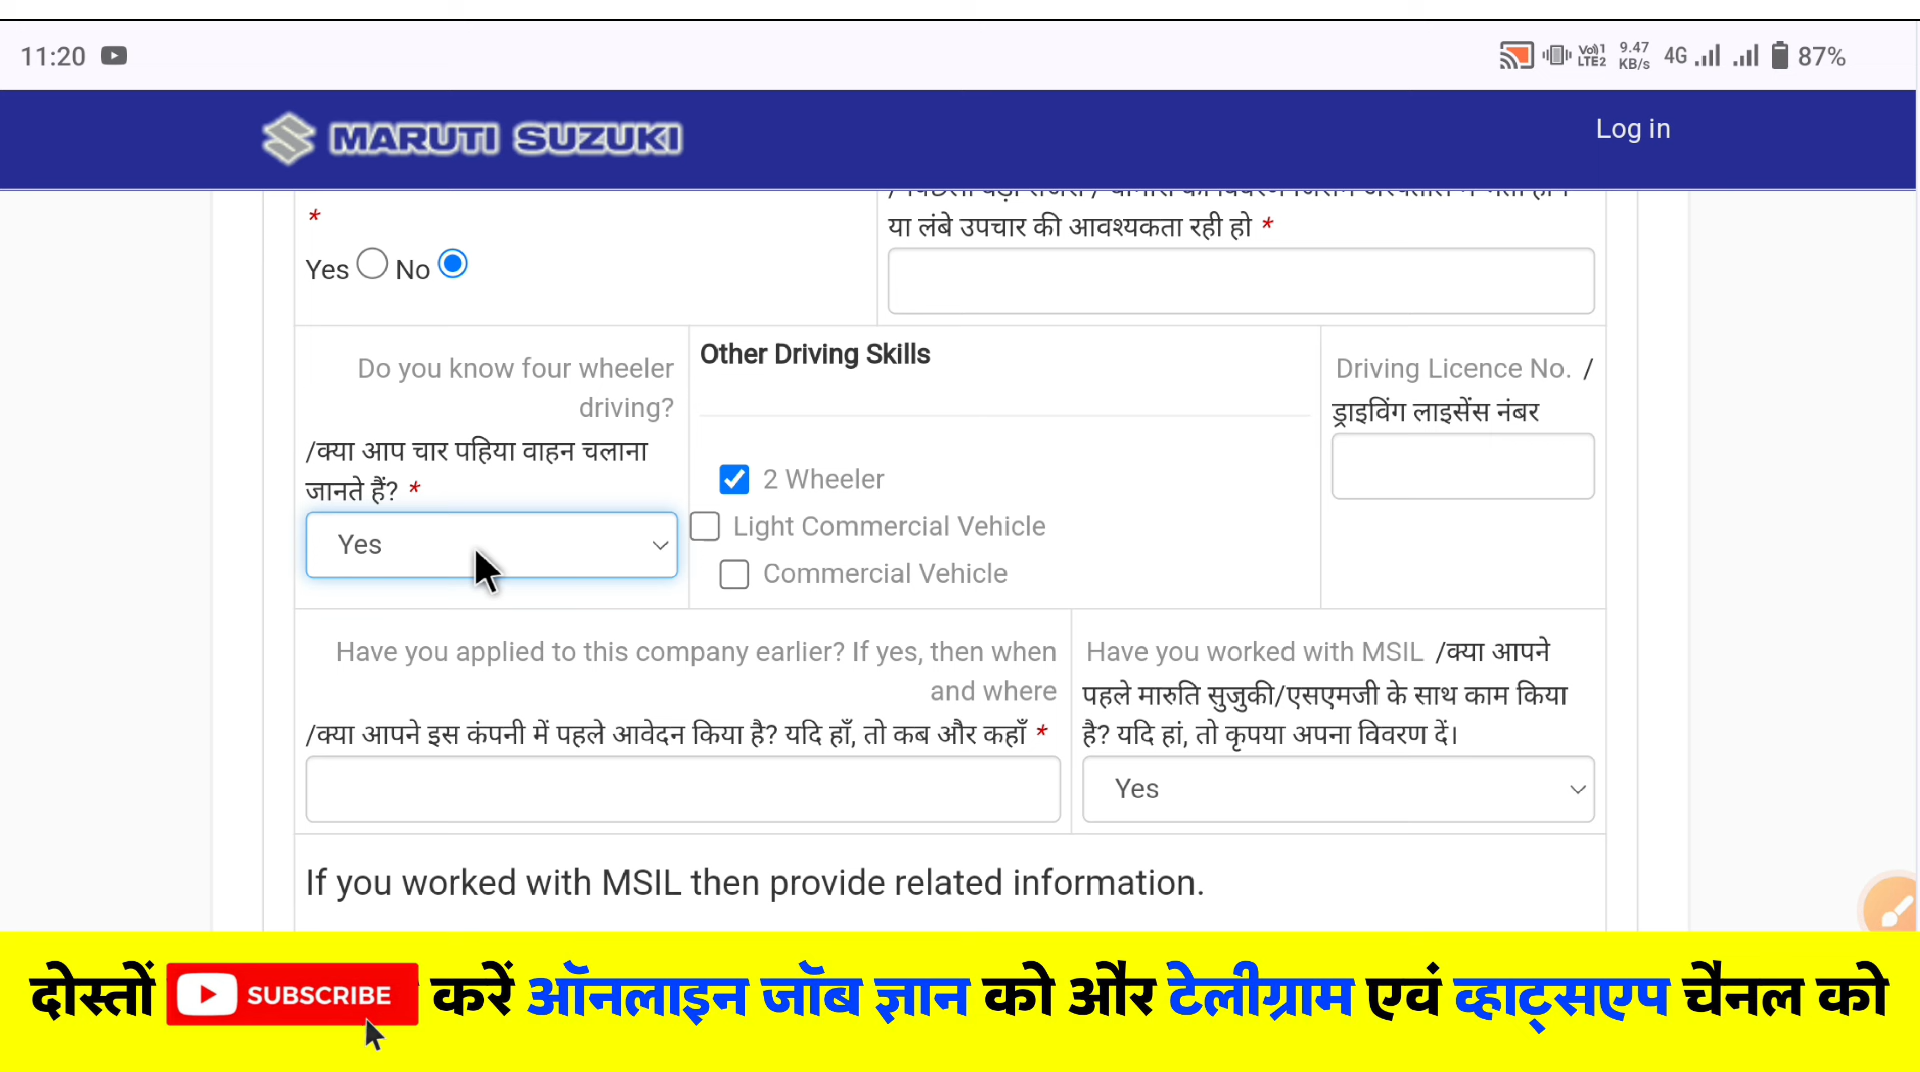 11:20
Vo)) 1 LTE2 9.47 KB/s 4G 87%
MARUTI SUZUKI
Log in
*
या लंबे उपचार की आवश्यकता रही हो *
Yes No
Do you know four wheeler
driving?
/क्या आप चार पहिया वाहन चलाना
जानते हैं? *
Yes
Other Driving Skills
2 Wheeler
Light Commercial Vehicle
Commercial Vehicle
Driving Licence No. /
ड्राइविंग लाइसेंस नंबर
Have you applied to this company earlier? If yes, then when
and where
/क्या आपने इस कंपनी में पहले आवेदन किया है? यदि हाँ, तो कब और कहाँ *
Have you worked with MSIL /क्या आपने
पहले मारुति सुजुकी/एसएमजी के साथ काम किया
है? यदि हां, तो कृपया अपना विवरण दें।
Yes
If you worked with MSIL then provide related information.
दोस्तों SUBSCRIBE करें ऑनलाइन जॉब ज्ञान को और टेलीग्राम एवं व्हाट्सएप चैनल को